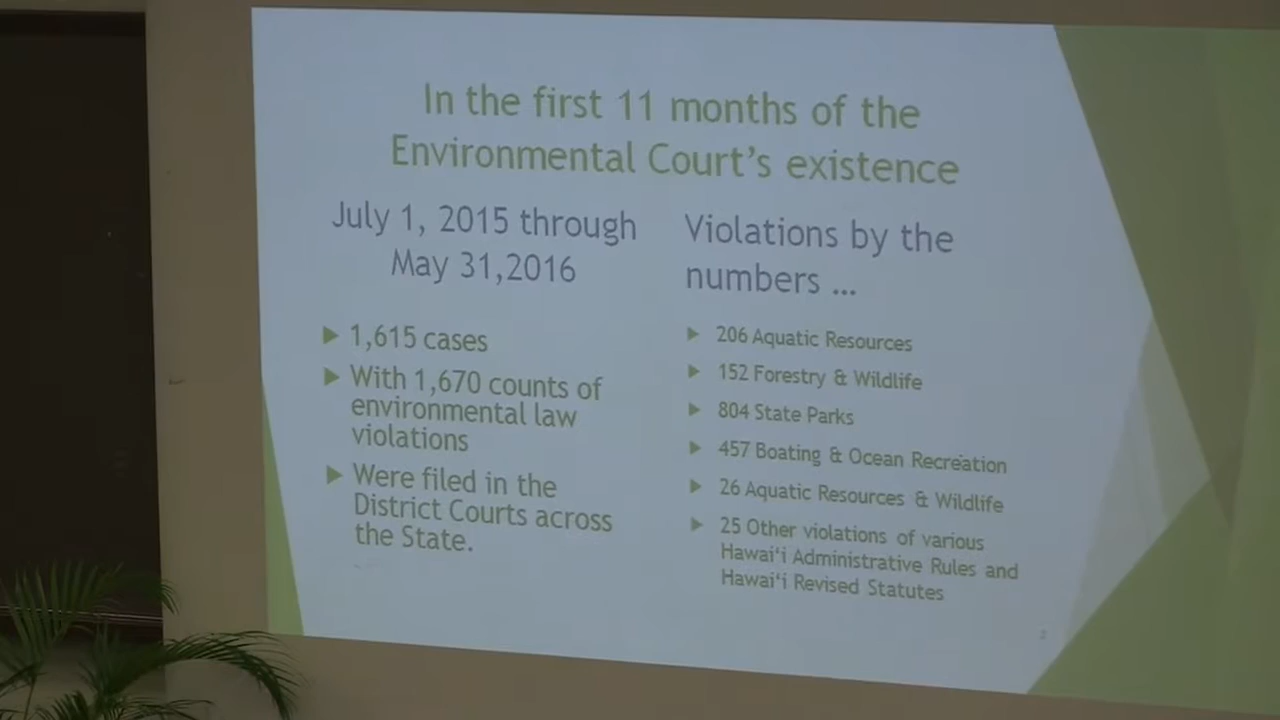 In the first 11 months of the
Environmental Court's existence
July 1, 2015 through
May 31,2016
▶ 1,615 cases
▶ With 1,670 counts of
environmental law
violations
▶ Were filed in the
District Courts across
the State.
Violations by the
numbers ...
▶ 206 Aquatic Resources
▶ 152 Forestry & Wildlife
▶ 804 State Parks
▶ 457 Boating & Ocean Recreation
▶ 26 Aquatic Resources & Wildlife
▶ 25 Other violations of various
Hawaiʻi Administrative Rules and
Hawaiʻi Revised Statutes